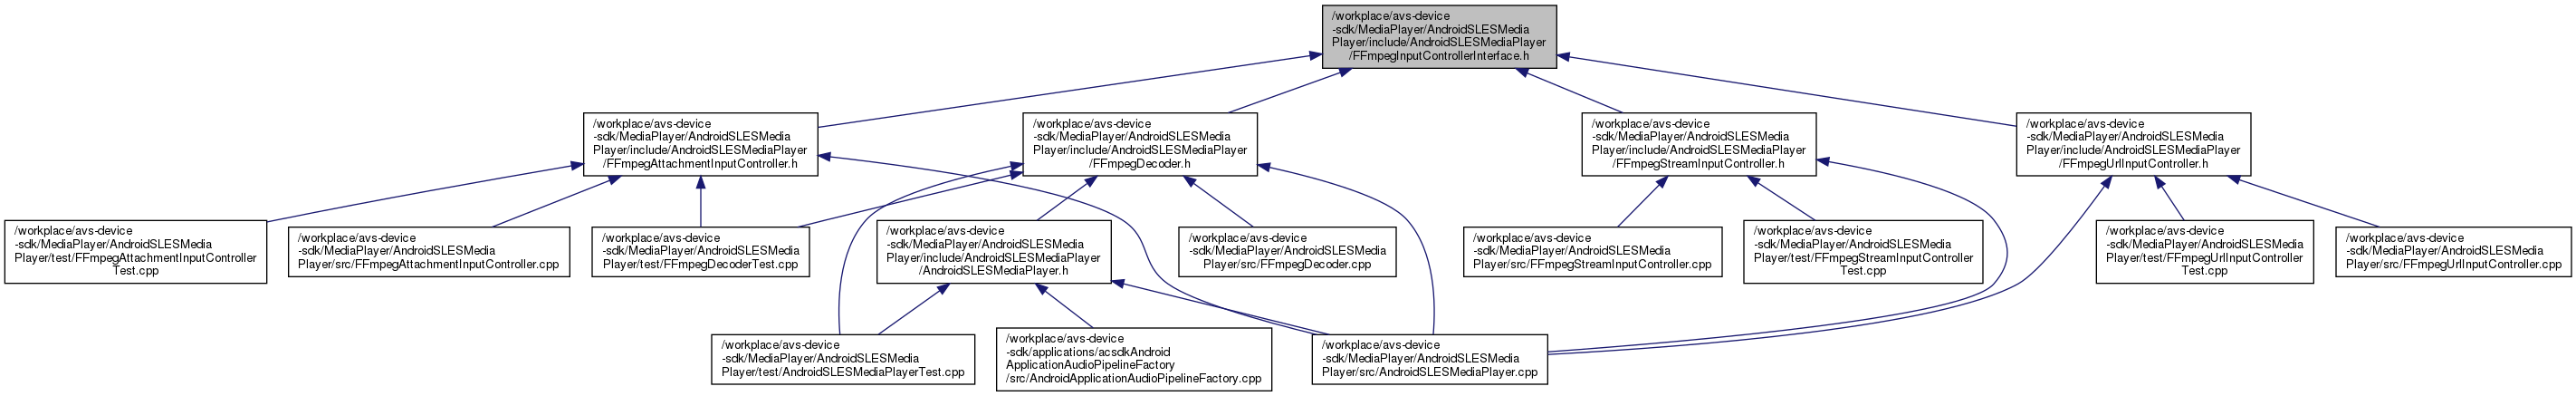 /workplace/avs-device
-sdk/MediaPlayer/AndroidSLESMedia
Player/include/AndroidSLESMediaPlayer
/FFmpegInputControllerInterface.h
/workplace/avs-device
-sdk/MediaPlayer/AndroidSLESMedia
Player/include/AndroidSLESMediaPlayer
/FFmpegAttachmentInputController.h
/workplace/avs-device
-sdk/MediaPlayer/AndroidSLESMedia
Player/include/AndroidSLESMediaPlayer
/FFmpegDecoder.h
/workplace/avs-device
-sdk/MediaPlayer/AndroidSLESMedia
Player/include/AndroidSLESMediaPlayer
/FFmpegStreamInputController.h
/workplace/avs-device
-sdk/MediaPlayer/AndroidSLESMedia
Player/include/AndroidSLESMediaPlayer
/FFmpegUrlInputController.h
/workplace/avs-device
-sdk/MediaPlayer/AndroidSLESMedia
Player/test/FFmpegAttachmentInputController
Test.cpp
/workplace/avs-device
-sdk/MediaPlayer/AndroidSLESMedia
Player/src/FFmpegAttachmentInputController.cpp
/workplace/avs-device
-sdk/MediaPlayer/AndroidSLESMedia
Player/test/FFmpegDecoderTest.cpp
/workplace/avs-device
-sdk/MediaPlayer/AndroidSLESMedia
Player/include/AndroidSLESMediaPlayer
/AndroidSLESMediaPlayer.h
/workplace/avs-device
-sdk/MediaPlayer/AndroidSLESMedia
Player/src/FFmpegDecoder.cpp
/workplace/avs-device
-sdk/MediaPlayer/AndroidSLESMedia
Player/src/FFmpegStreamInputController.cpp
/workplace/avs-device
-sdk/MediaPlayer/AndroidSLESMedia
Player/test/FFmpegStreamInputController
Test.cpp
/workplace/avs-device
-sdk/MediaPlayer/AndroidSLESMedia
Player/test/FFmpegUrlInputController
Test.cpp
/workplace/avs-device
-sdk/MediaPlayer/AndroidSLESMedia
Player/src/FFmpegUrlInputController.cpp
/workplace/avs-device
-sdk/MediaPlayer/AndroidSLESMedia
Player/test/AndroidSLESMediaPlayerTest.cpp
/workplace/avs-device
-sdk/applications/acsdkAndroid
ApplicationAudioPipelineFactory
/src/AndroidApplicationAudioPipelineFactory.cpp
/workplace/avs-device
-sdk/MediaPlayer/AndroidSLESMedia
Player/src/AndroidSLESMediaPlayer.cpp